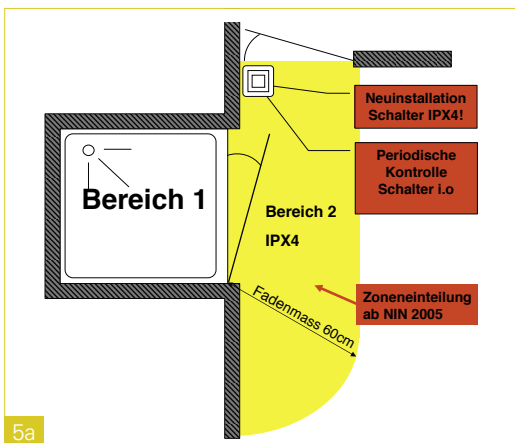 Neuinstallation
Schalter IPX4!
Periodische
Kontrolle
Schalter i.o
Bereich 1
Bereich 2
IPX4
Fadenmass 60cm
Zoneneinteilung
ab NIN 2005
5a